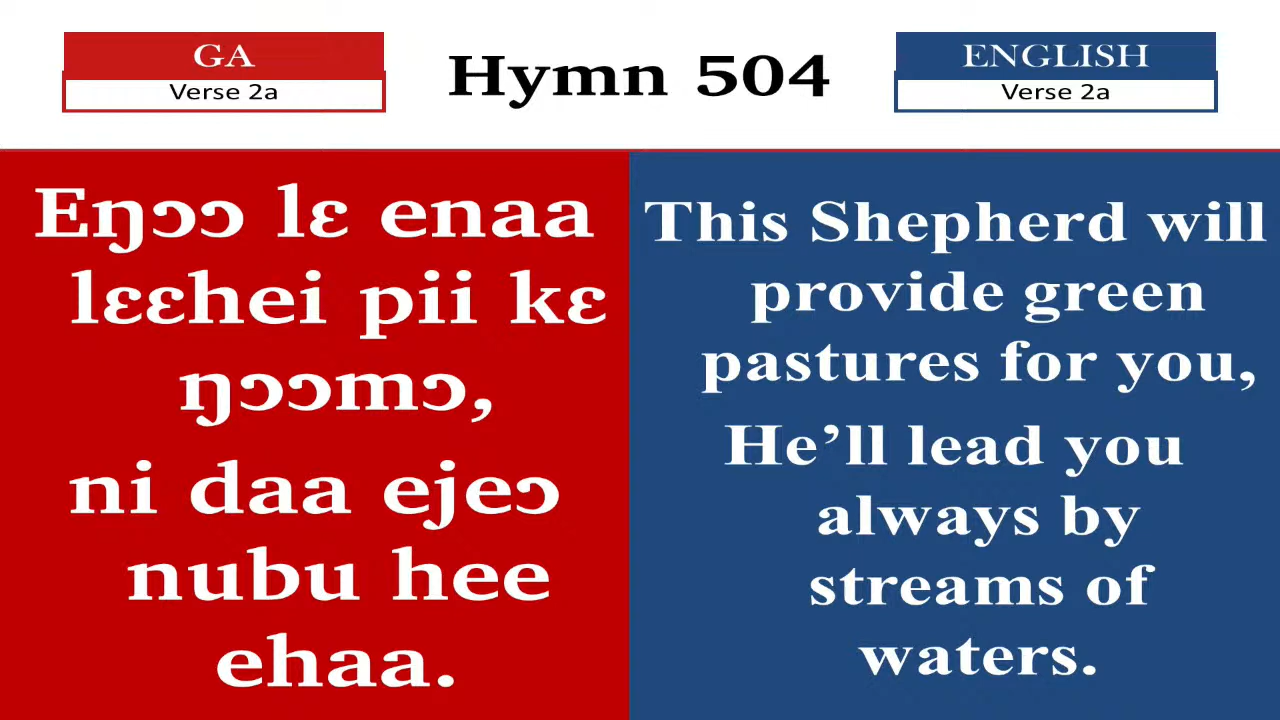 GA
Verse 2a
Hymn 504
ENGLISH
Verse 2a
Eŋɔɔ lɛ enaa
lɛɛhei pii kɛ
ŋɔɔmɔ,
ni daa ejeɔ
nubu hee
ehaa.
This Shepherd will
provide green
pastures for you,
He’ll lead you
always by
streams of
waters.